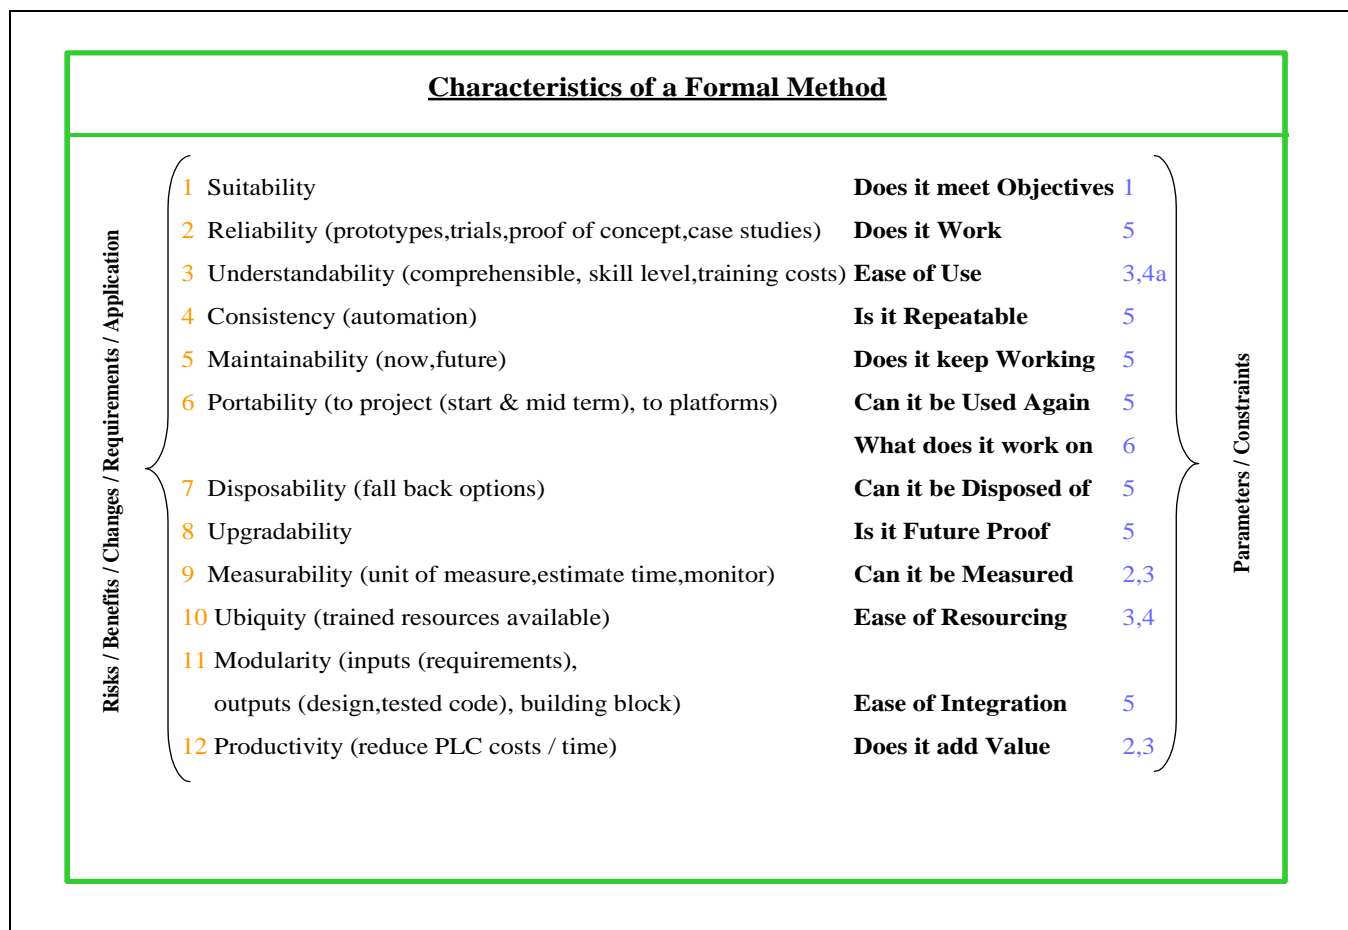 Characteristics of a Formal Method
Risks / Benefits / Changes / Requirements / Application
1 Suitability Does it meet Objectives 1
2 Reliability (prototypes,trials,proof of concept,case studies) Does it Work 5
3 Understandability (comprehensible, skill level,training costs) Ease of Use 3,4a
4 Consistency (automation) Is it Repeatable 5
5 Maintainability (now,future) Does it keep Working 5
6 Portability (to project (start & mid term), to platforms) Can it be Used Again 5
What does it work on 6
7 Disposability (fall back options) Can it be Disposed of 5
8 Upgradability Is it Future Proof 5
9 Measurability (unit of measure,estimate time,monitor) Can it be Measured 2,3
10 Ubiquity (trained resources available) Ease of Resourcing 3,4
11 Modularity (inputs (requirements),
outputs (design,tested code), building block) Ease of Integration 5
12 Productivity (reduce PLC costs / time) Does it add Value 2,3
Parameters / Constraints